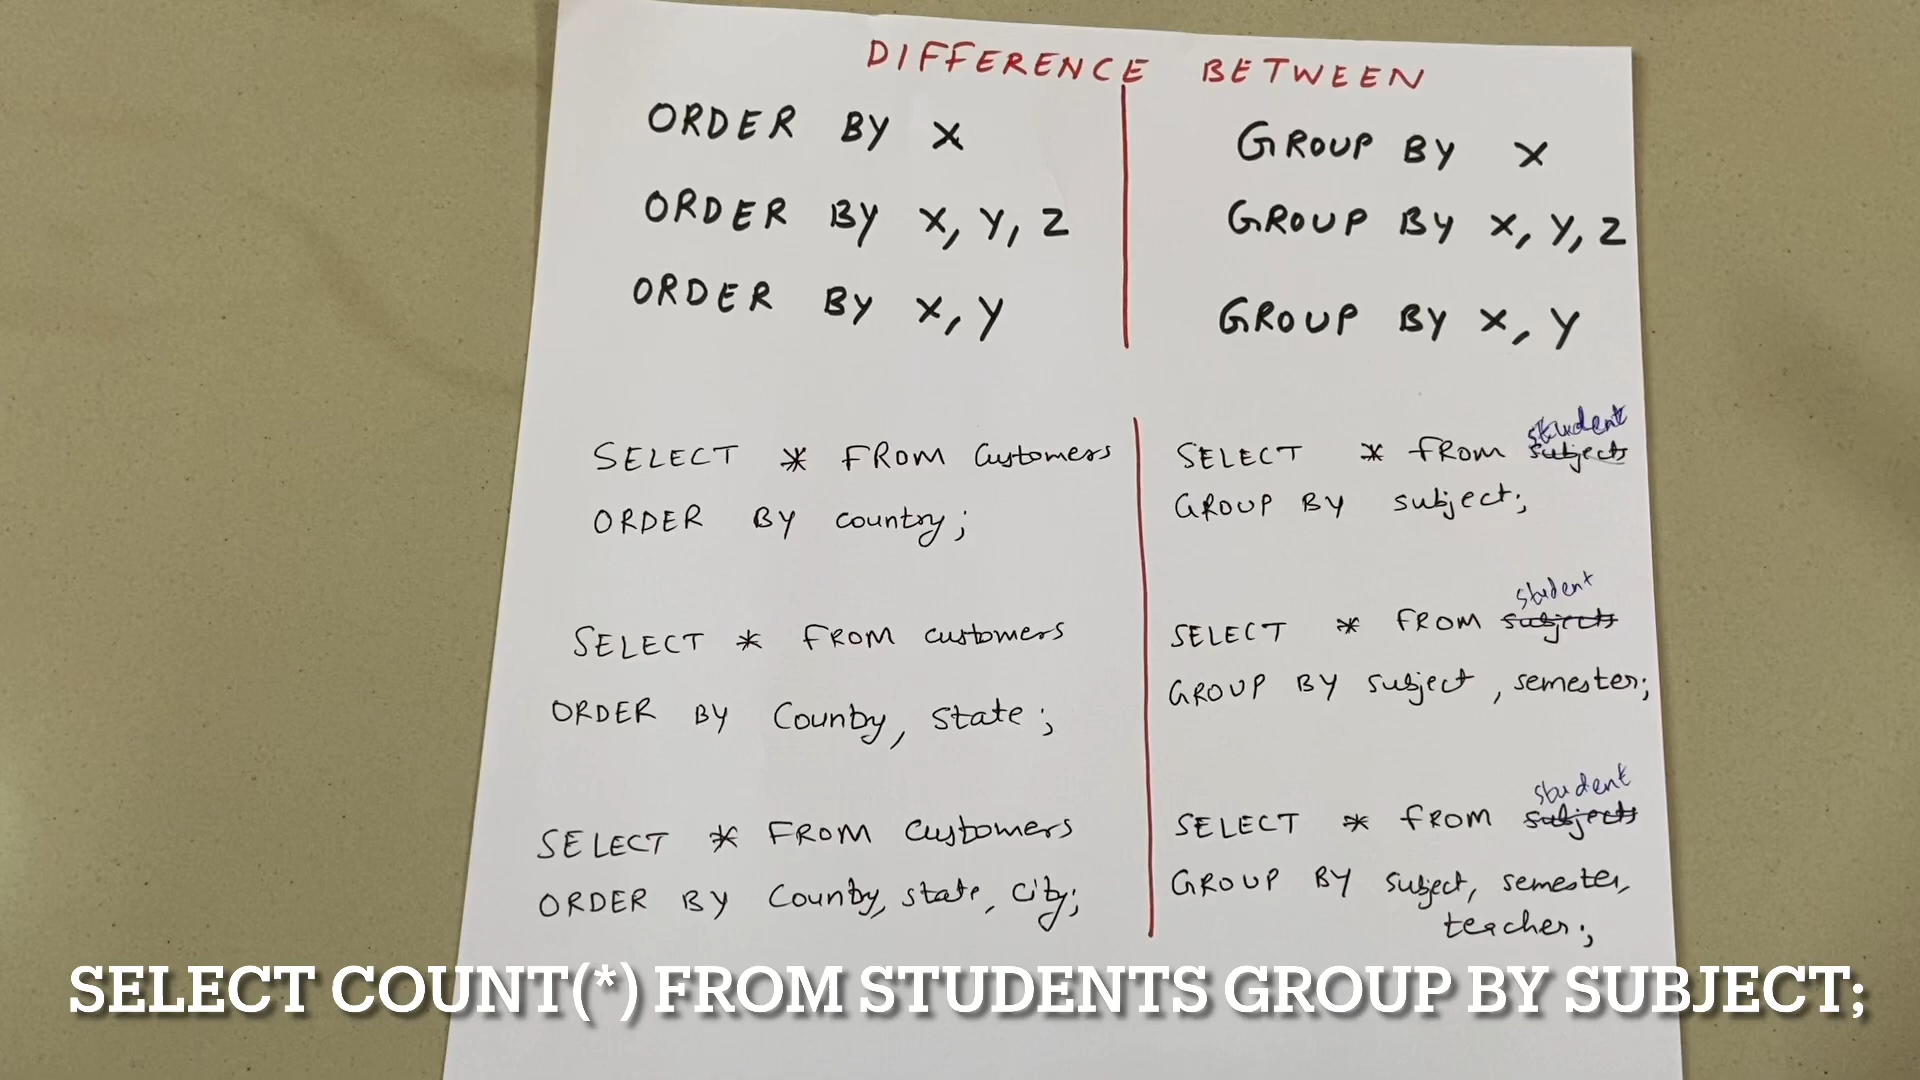 DIFFERENCE BETWEEN
ORDER BY X
ORDER BY X, Y, Z
ORDER BY X, Y
GROUP BY X
GROUP BY X, Y, Z
GROUP BY X, Y
SELECT * FROM Customers
ORDER BY country;
SELECT * FROM customers
ORDER BY Country, state;
SELECT * FROM Customers
ORDER BY Country, state, city;
student
SELECT * FROM subjects
GROUP BY subject;
student
SELECT * FROM subjects
GROUP BY subject, semester;
student
SELECT * FROM subjects
GROUP BY subject, semester,
teacher;
SELECT COUNT(*) FROM STUDENTS GROUP BY SUBJECT;